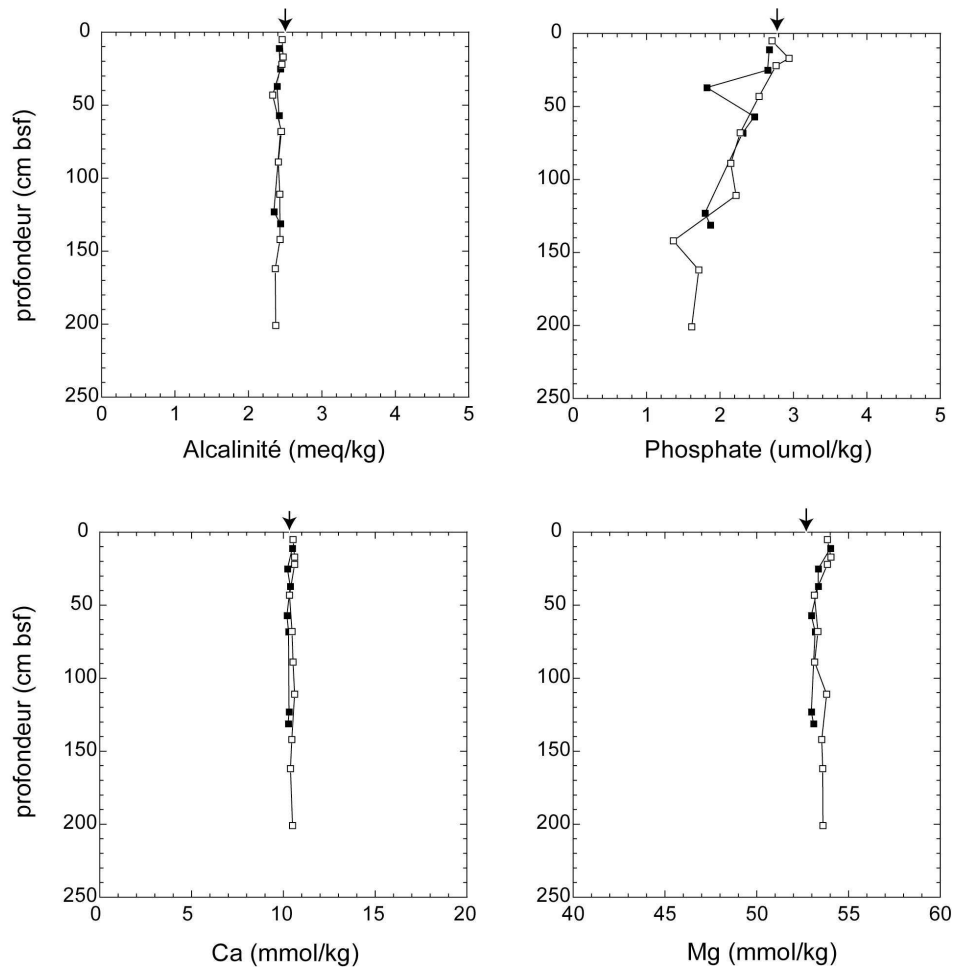 0
50
100
150
200
250
profondeur (cm bsf)
0 1 2 3 4 5
Alcalinité (meq/kg)
0
50
100
150
200
250
0 1 2 3 4 5
Phosphate (umol/kg)
0
50
100
150
200
250
profondeur (cm bsf)
0 5 10 15 20
Ca (mmol/kg)
0
50
100
150
200
250
40 45 50 55 60
Mg (mmol/kg)